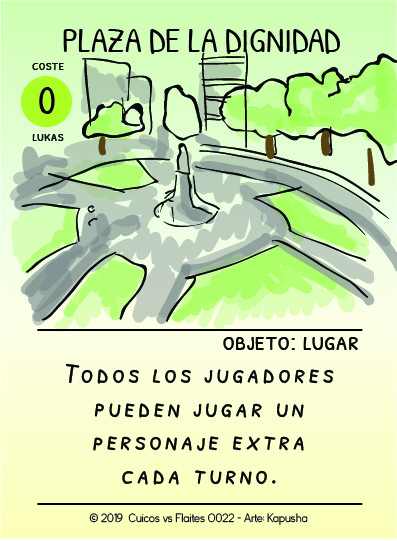 PLAZA DE LA DIGNIDAD
COSTE
0
LUKAS
OBJETO: LUGAR
TODOS LOS JUGADORES
PUEDEN JUGAR UN
PERSONAJE EXTRA
CADA TURNO.
© 2019 Cuicos vs Flaites 0022 - Arte: Kapusha